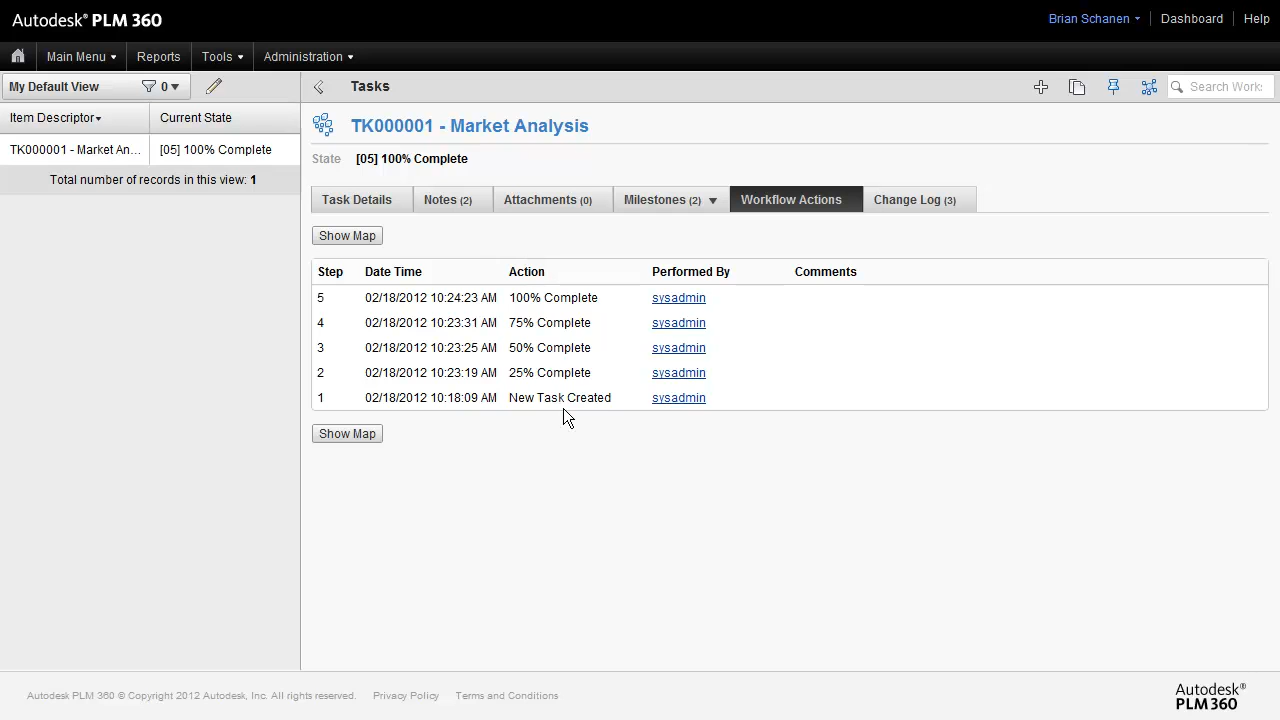 Autodesk® PLM 360
Brian Schanen Dashboard Help
Main Menu Reports Tools Administration
My Default View 0 Tasks Search Work:
Item Descriptor Current State
TK000001 - Market An... [05] 100% Complete
Total number of records in this view: 1
TK000001 - Market Analysis
State [05] 100% Complete
Task Details Notes (2) Attachments (0) Milestones (2) Workflow Actions Change Log (3)
Show Map
Step Date Time Action Performed By Comments
5 02/18/2012 10:24:23 AM 100% Complete sysadmin
4 02/18/2012 10:23:31 AM 75% Complete sysadmin
3 02/18/2012 10:23:25 AM 50% Complete sysadmin
2 02/18/2012 10:23:19 AM 25% Complete sysadmin
1 02/18/2012 10:18:09 AM New Task Created sysadmin
Show Map
Autodesk PLM 360 © Copyright 2012 Autodesk, Inc. All rights reserved. Privacy Policy Terms and Conditions
Autodesk®
PLM 360